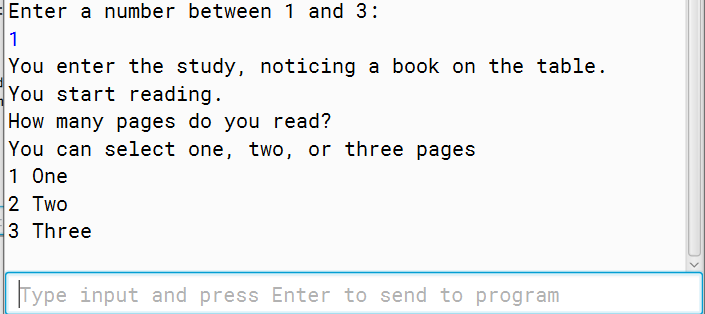 Enter a number between 1 and 3:
1
You enter the study, noticing a book on the table.
You start reading.
How many pages do you read?
You can select one, two, or three pages
1 One
2 Two
3 Three
Type input and press Enter to send to program